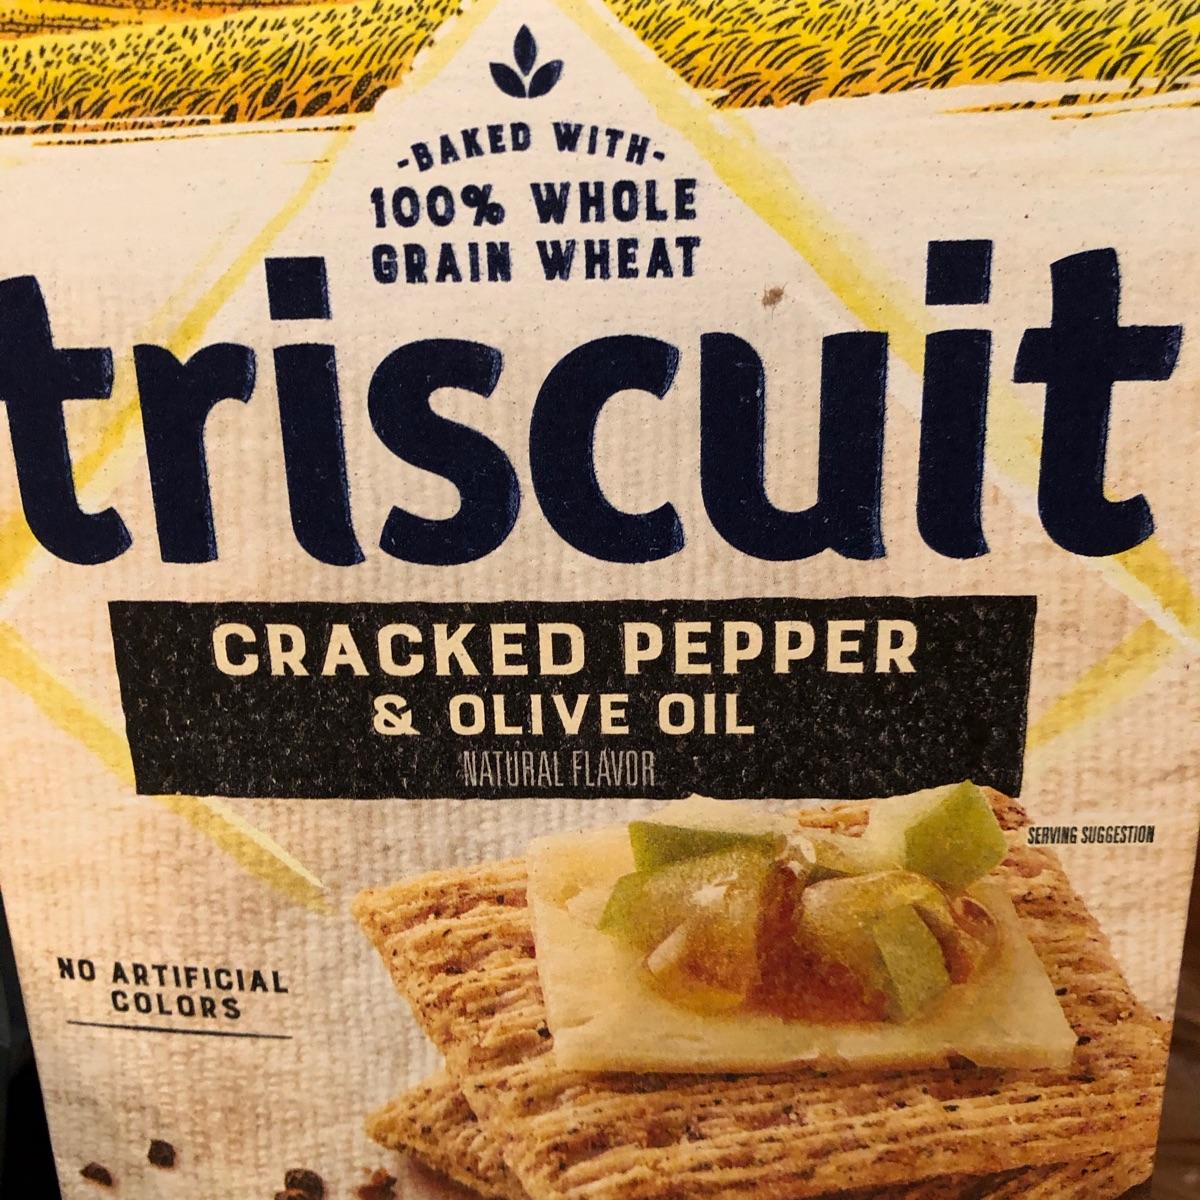 -BAKED WITH-
100% WHOLE
GRAIN WHEAT
triscuit
CRACKED PEPPER
& OLIVE OIL
NATURAL FLAVOR
SERVING SUGGESTION
NO ARTIFICIAL
COLORS